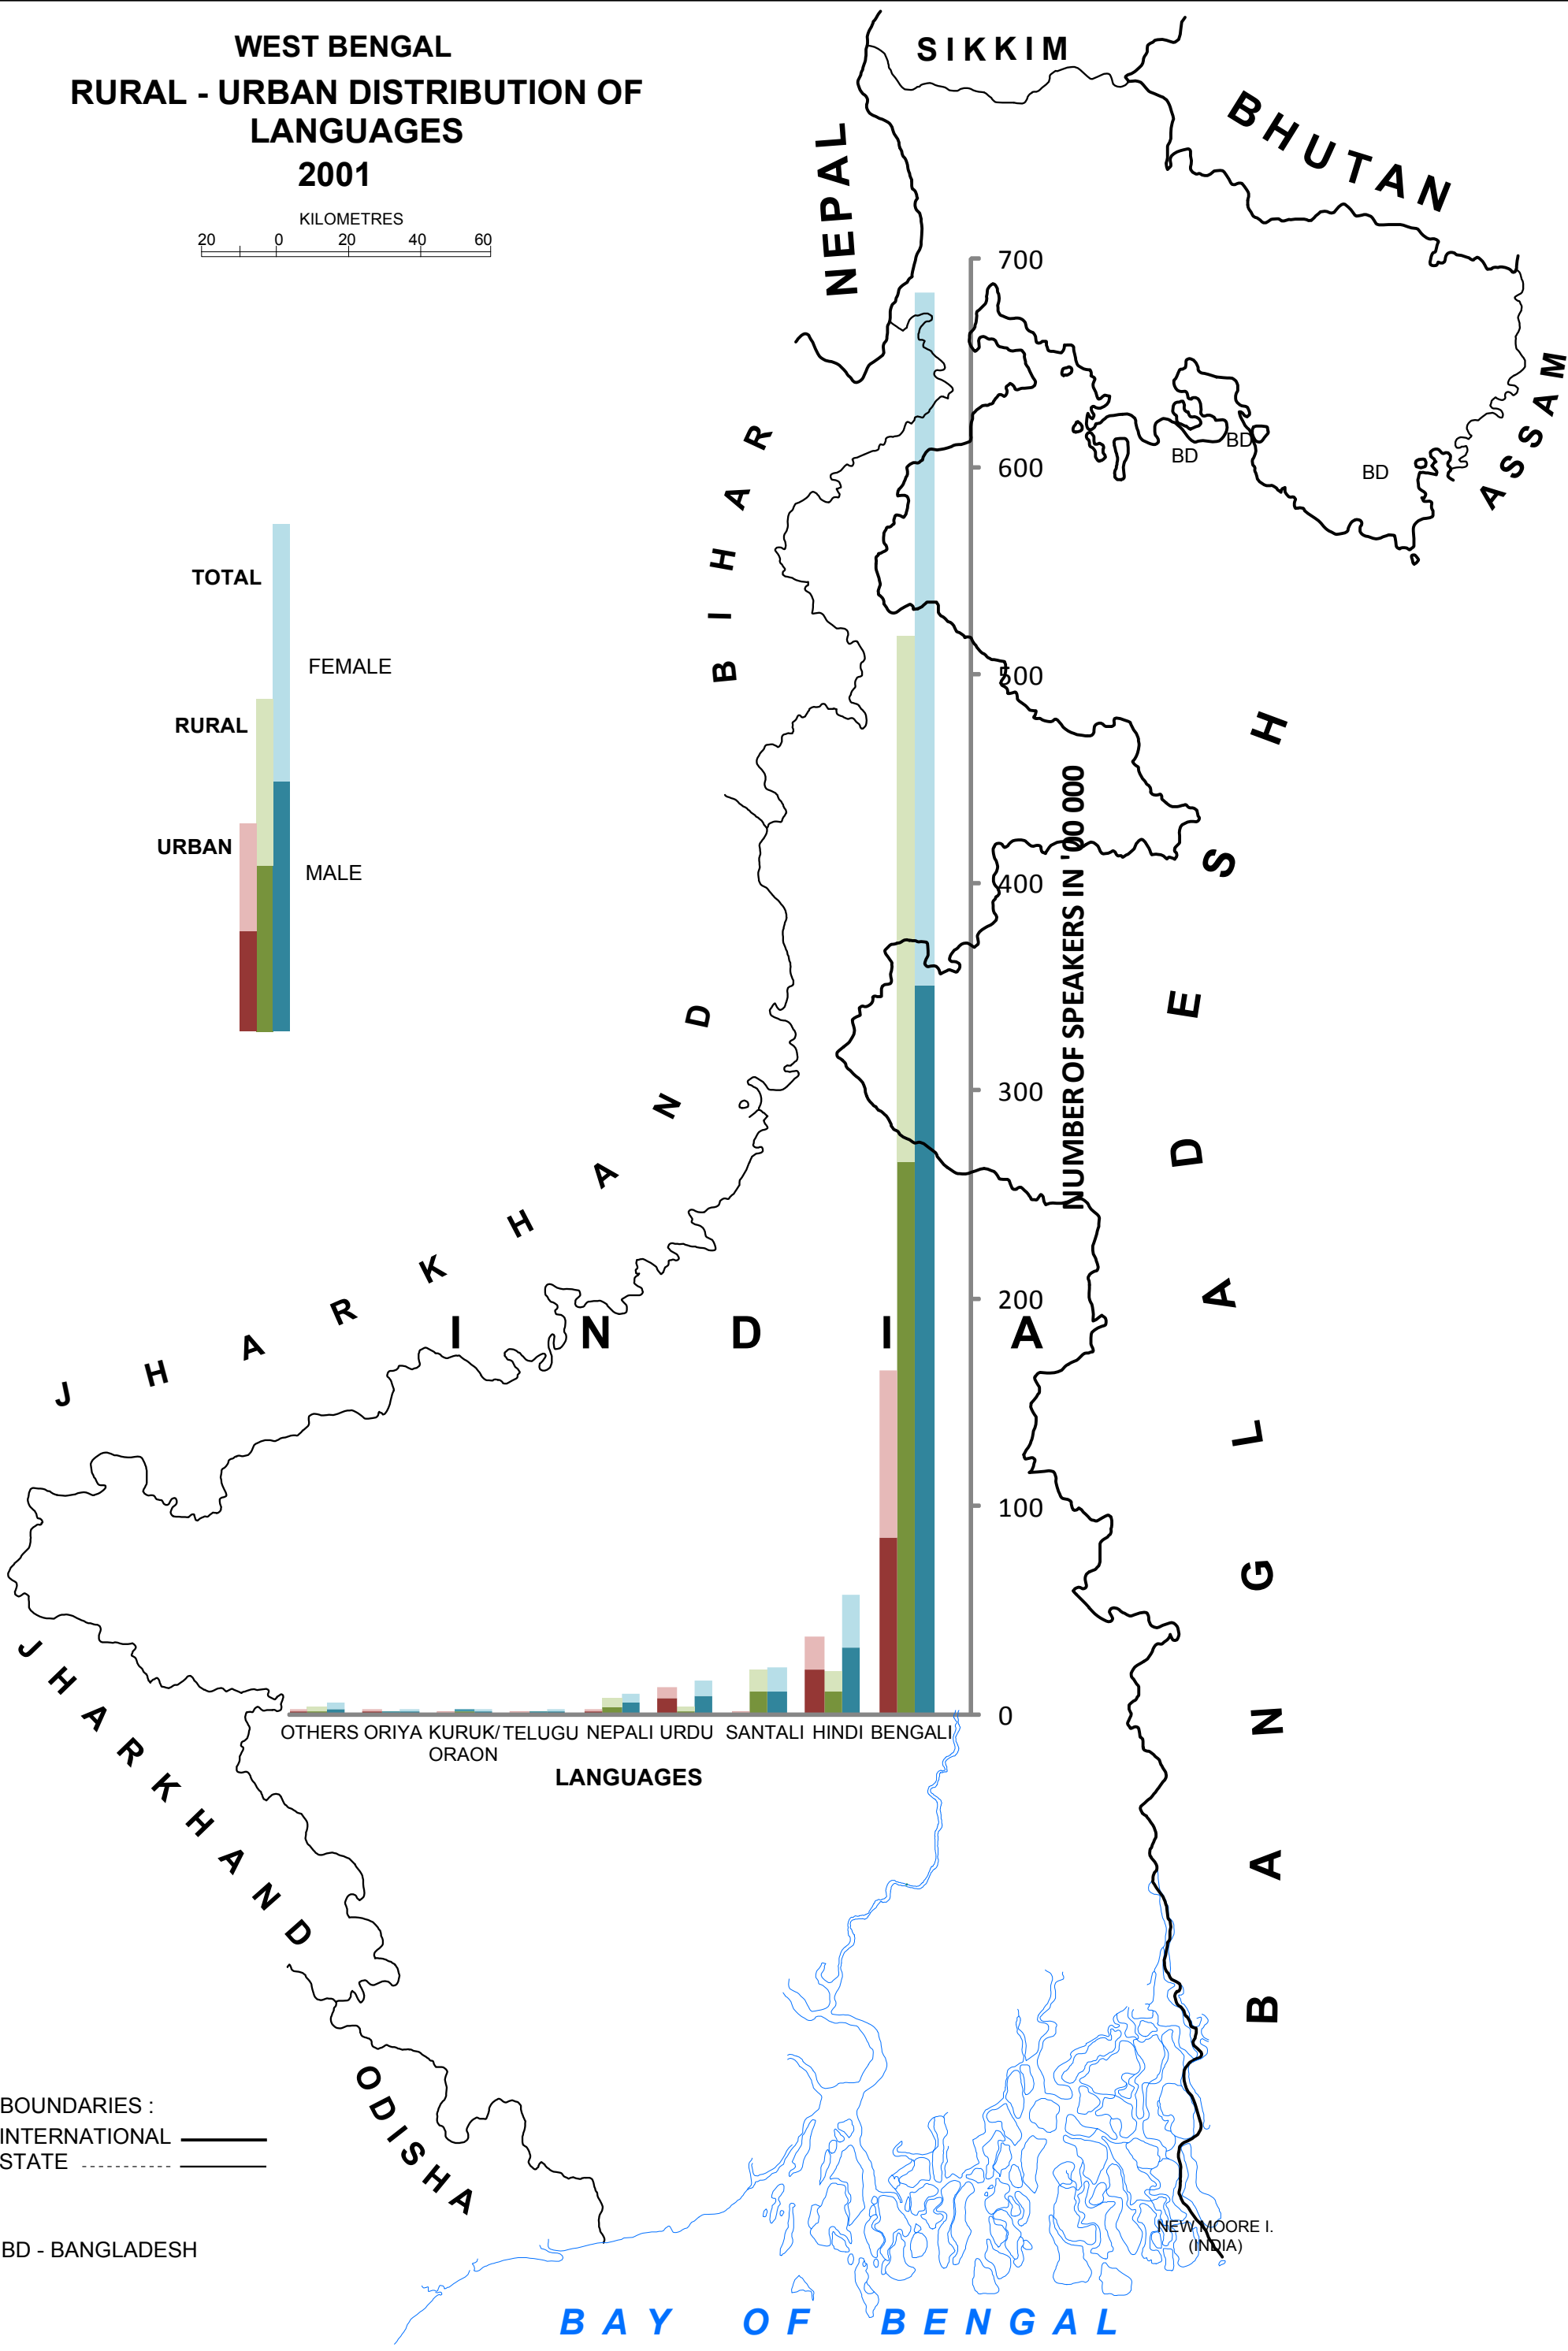 WEST BENGAL
RURAL - URBAN DISTRIBUTION OF
LANGUAGES
2001
KILOMETRES
20 0 20 40 60
SIKKIM
BHUTAN
NEPAL
ASSAM
BIHAR
BD
BD
BD
TOTAL
FEMALE
RURAL
URBAN
MALE
700
600
500
400
300
200
100
0
NUMBER OF SPEAKERS IN '00 000
BANGLADESH
JHARKHAND
INDIA
OTHERS ORIYA KURUK/ TELUGU NEPALI URDU SANTALI HINDI BENGALI
ORAON
LANGUAGES
JHARKHAND
ODISHA
BOUNDARIES :
INTERNATIONAL
STATE
BD - BANGLADESH
NEW MOORE I.
(INDIA)
BAY OF BENGAL